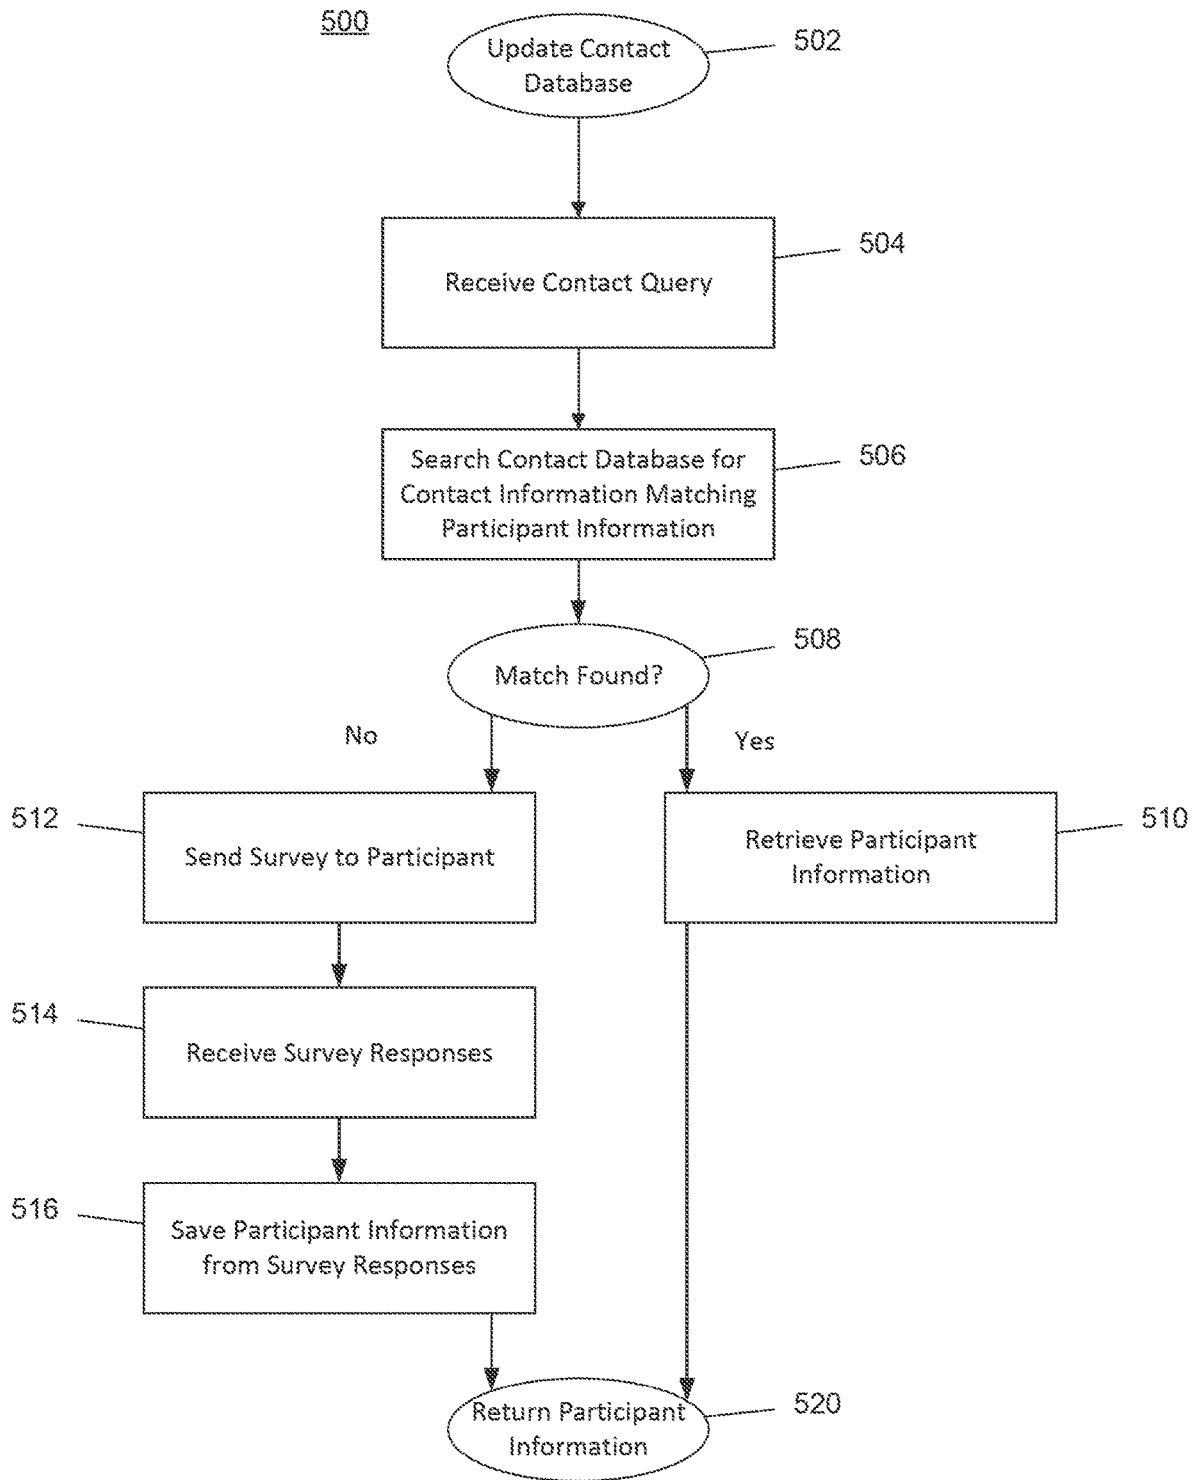 500
Update Contact
Database
502
Receive Contact Query
504
Search Contact Database for
Contact Information Matching
Participant Information
506
Match Found?
508
No
Yes
512
Send Survey to Participant
Retrieve Participant
Information
510
514
Receive Survey Responses
516
Save Participant Information
from Survey Responses
Return Participant
Information
520